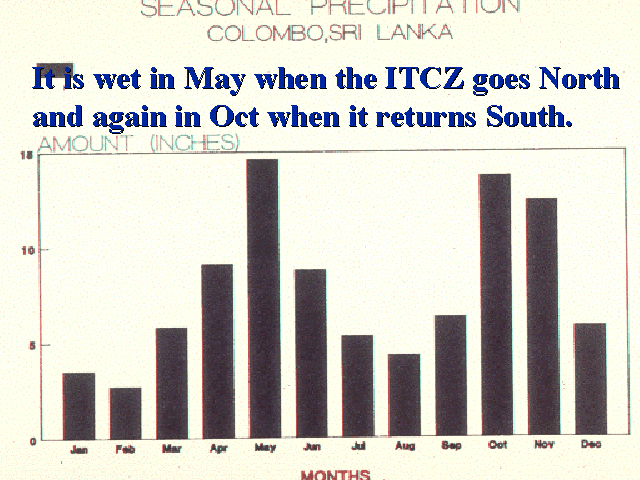 SEASONAL PRECIPITATION
COLOMBO,SRI LANKA
It is wet in May when the ITCZ goes North
and again in Oct when it returns South.
AMOUNT (INCHES)
15
10
5
0
Jan Feb Mar Apr May Jun Jul Aug Sep Oct Nov Dec
MONTHS